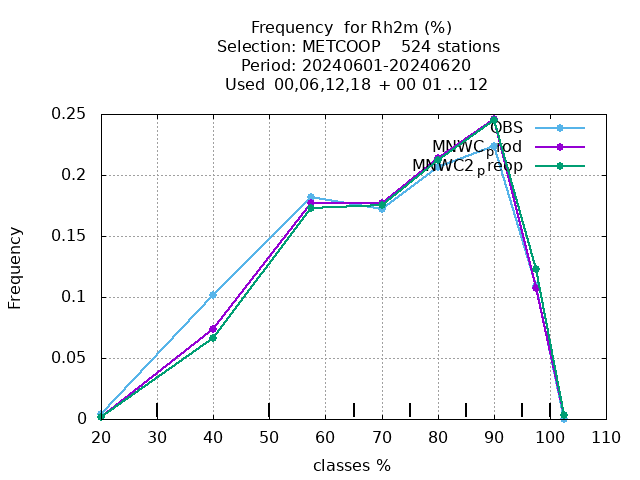 Frequency  for Rh2m (%)
Selection: METCOOP    524 stations
Period: 20240601-20240620
Used  00,06,12,18  + 00 01 ... 12
0.25
0.2
0.15
0.1
0.05
0
Frequency
OBS
MNWCprod
MNWC2preop
20 30 40 50 60 70 80 90 100 110
classes %